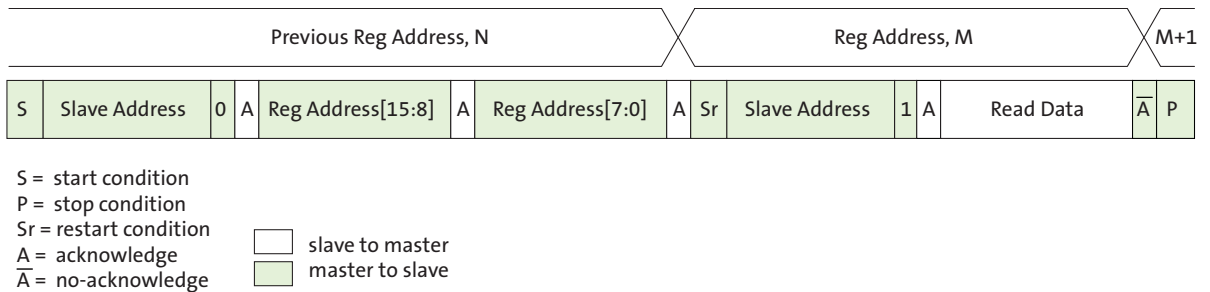 Previous Reg Address, N Reg Address, M M+1
S Slave Address 0 A Reg Address[15:8] A Reg Address[7:0] A Sr Slave Address 1 A Read Data A̅ P
S = start condition
P = stop condition
Sr = restart condition
A = acknowledge
A̅ = no-acknowledge
slave to master
master to slave